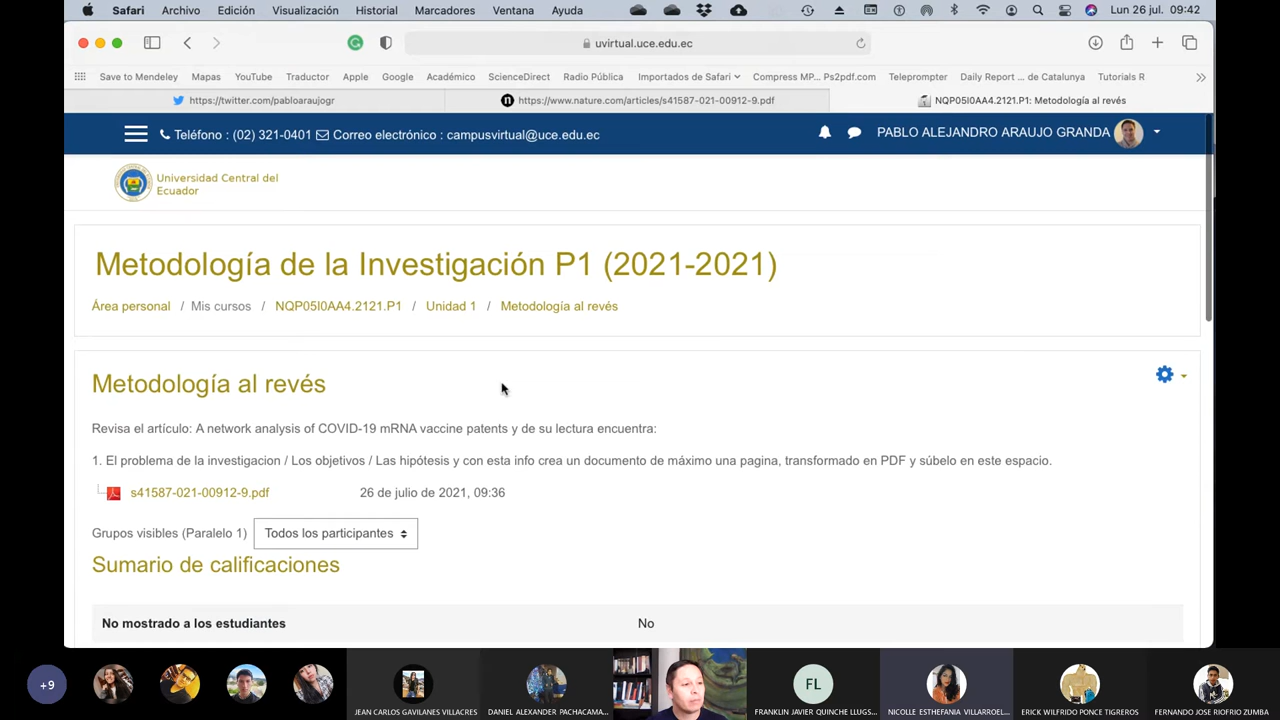 Safari Archivo Edición Visualización Historial Marcadores Ventana Ayuda Lun 26 jul. 09:42
uvirtual.uce.edu.ec
Save to Mendeley Mapas YouTube Traductor Apple Google Académico ScienceDirect Radio Pública Importados de Safari Compress MP... Ps2pdf.com Teleprompter Daily Report ... de Catalunya Tutorials R
https://twitter.com/pabloaraujogr https://www.nature.com/articles/s41587-021-00912-9.pdf NQP05I0AA4.2121.P1: Metodología al revés
Teléfono : (02) 321-0401 Correo electrónico : campusvirtual@uce.edu.ec PABLO ALEJANDRO ARAUJO GRANDA
Universidad Central del
Ecuador
Metodología de la Investigación P1 (2021-2021)
Área personal / Mis cursos / NQP05I0AA4.2121.P1 / Unidad 1 / Metodología al revés
Metodología al revés
Revisa el artículo: A network analysis of COVID-19 mRNA vaccine patents y de su lectura encuentra:
1. El problema de la investigacion / Los objetivos / Las hipótesis y con esta info crea un documento de máximo una pagina, transformado en PDF y súbelo en este espacio.
s41587-021-00912-9.pdf 26 de julio de 2021, 09:36
Grupos visibles (Paralelo 1) Todos los participantes
Sumario de calificaciones
No mostrado a los estudiantes No
+9 FL
JEAN CARLOS GAVILANES VILLACRES DANIEL ALEXANDER PACHACAMA... FRANKLIN JAVIER QUINCHE LLUGS... NICOLLE ESTHEFANIA VILLARROEL... ERICK WILFRIDO PONCE TIGREROS FERNANDO JOSE RIOFRIO ZUMBA